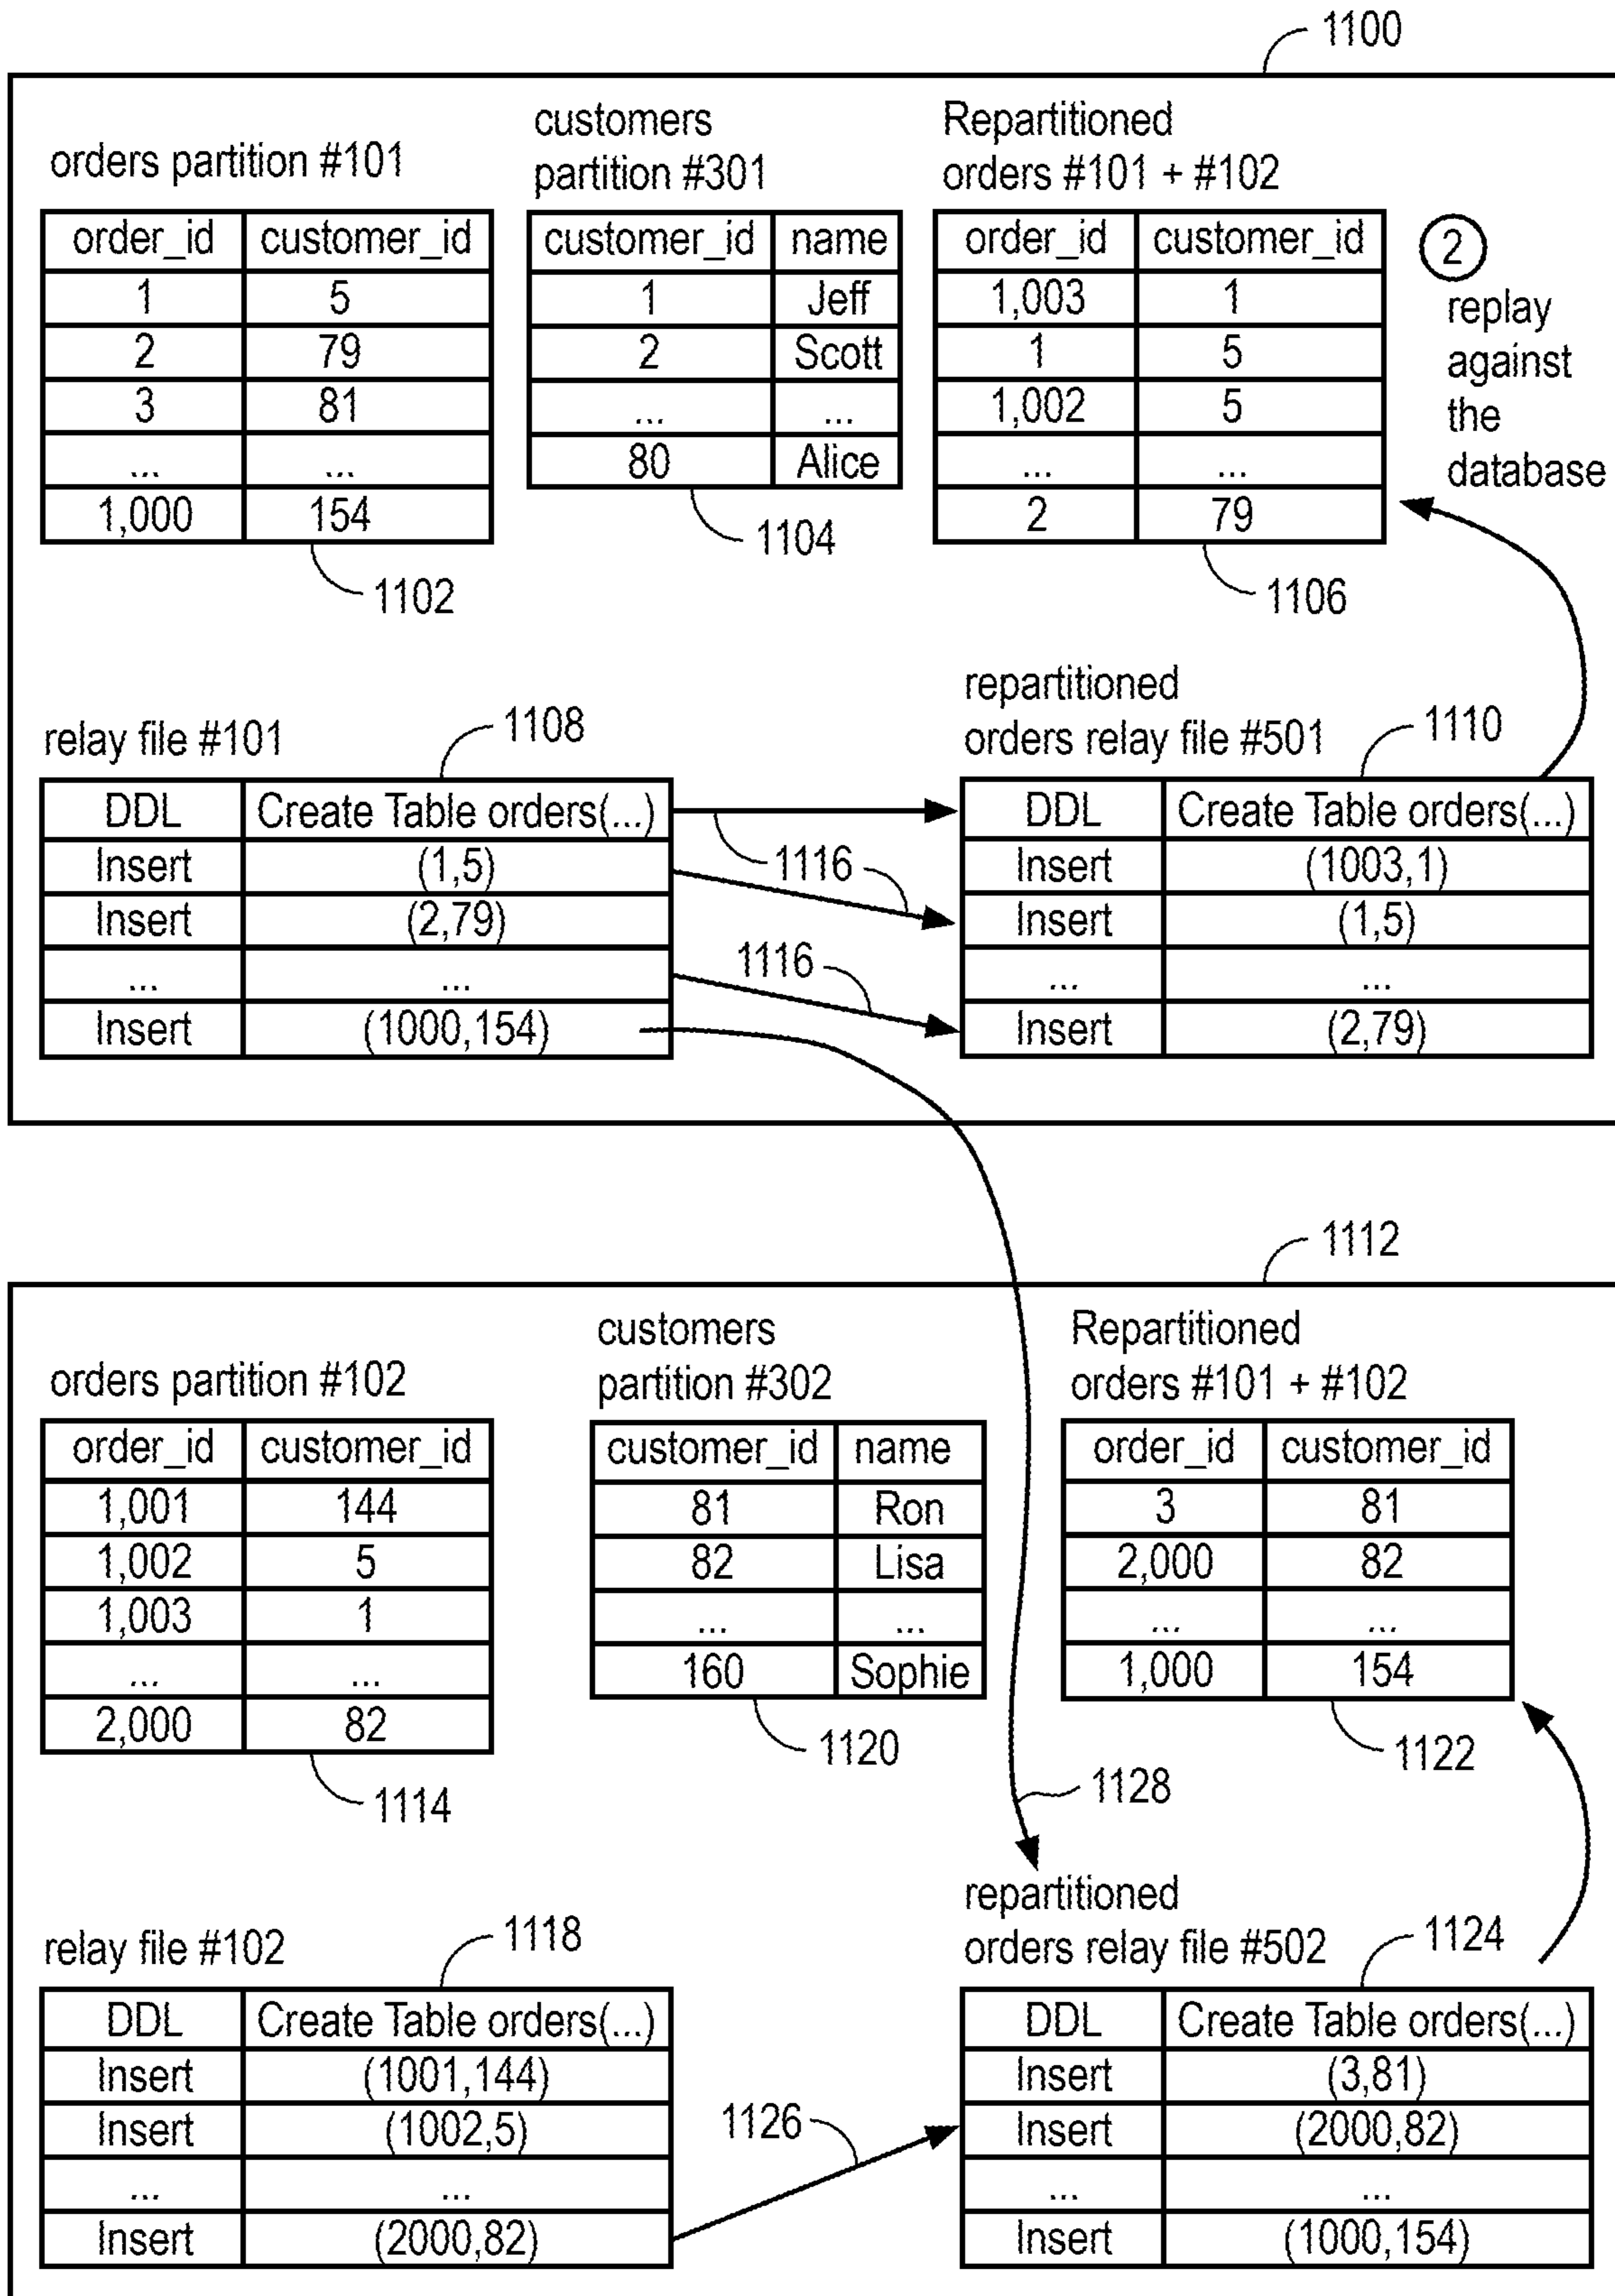 1100
orders partition #101
order_id customer_id
1 5
2 79
3 81
... ...
1,000 154
1102
customers
partition #301
customer_id name
1 Jeff
2 Scott
... ...
80 Alice
1104
Repartitioned
orders #101 + #102
order_id customer_id
1,003 1
1 5
1,002 5
... ...
2 79
1106
2
replay
against
the
database
relay file #101
1108
DDL Create Table orders(...)
Insert (1,5)
Insert (2,79)
... ...
Insert (1000,154)
1116
1116
repartitioned
orders relay file #501
1110
DDL Create Table orders(...)
Insert (1003,1)
Insert (1,5)
... ...
Insert (2,79)
1112
orders partition #102
order_id customer_id
1,001 144
1,002 5
1,003 1
... ...
2,000 82
1114
customers
partition #302
customer_id name
81 Ron
82 Lisa
... ...
160 Sophie
1120
Repartitioned
orders #101 + #102
order_id customer_id
3 81
2,000 82
... ...
1,000 154
1122
1128
relay file #102
1118
DDL Create Table orders(...)
Insert (1001,144)
Insert (1002,5)
... ...
Insert (2000,82)
1126
repartitioned
orders relay file #502
1124
DDL Create Table orders(...)
Insert (3,81)
Insert (2000,82)
... ...
Insert (1000,154)